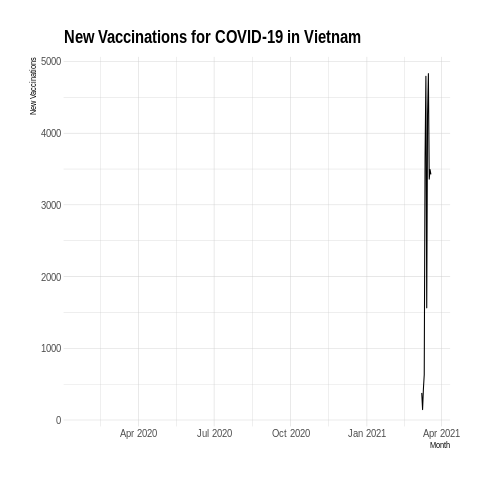 New Vaccinations for COVID-19 in Vietnam
New Vaccinations
5000
4000
3000
2000
1000
0
Apr 2020 Jul 2020 Oct 2020 Jan 2021 Apr 2021
Month